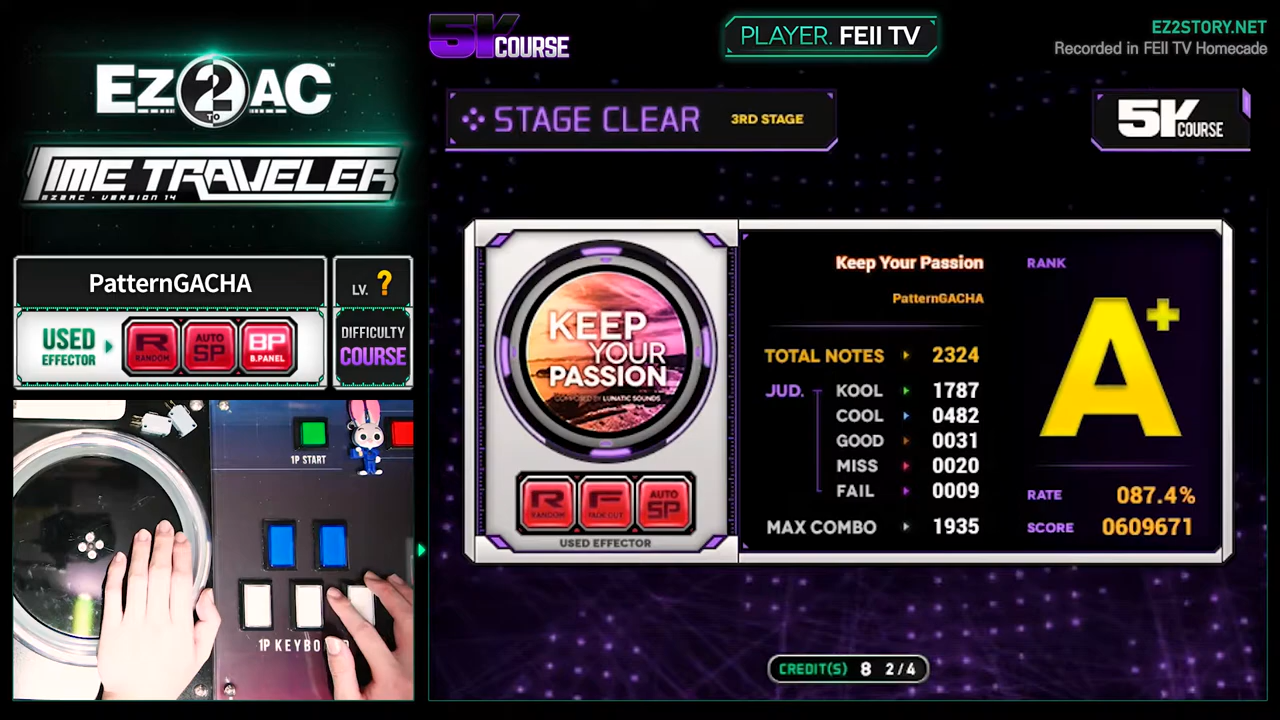 EZ2AC™
TO
TIME TRAVELER
EZ2AC - VERSION 14
PatternGACHA
LV. ?
USED
EFFECTOR
R
RANDOM
AUTO
SP
BP
B.PANEL
DIFFICULTY
COURSE
1P START
1P KEYBO
5K COURSE
PLAYER. FEII TV
EZ2STORY.NET
Recorded in FEII TV Homecade
STAGE CLEAR
3RD STAGE
5K COURSE
KEEP
YOUR
PASSION
COMPOSED BY LUNATIC SOUNDS
R
RANDOM
F
FADE OUT
AUTO
SP
USED EFFECTOR
Keep Your Passion
PatternGACHA
TOTAL NOTES 2324
JUD. KOOL 1787
COOL 0482
GOOD 0031
MISS 0020
FAIL 0009
MAX COMBO 1935
RANK
A+
RATE 087.4%
SCORE 0609671
CREDIT(S) 8 2/4